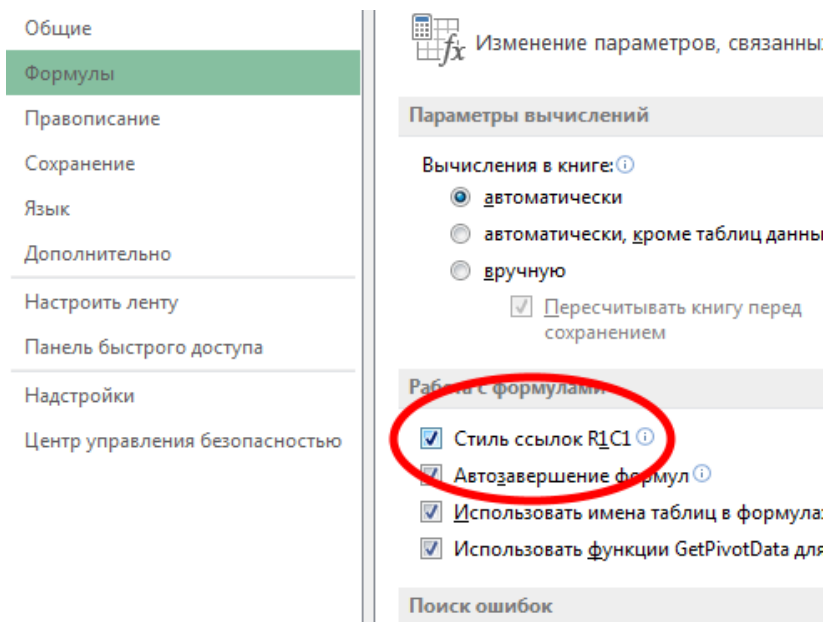 Общие
Формулы
Правописание
Сохранение
Язык
Дополнительно
Настроить ленту
Панель быстрого доступа
Надстройки
Центр управления безопасностью
fx Изменение параметров, связанны
Параметры вычислений
Вычисления в книге:
автоматически
автоматически, кроме таблиц данны
вручную
Пересчитывать книгу перед
сохранением
Работа с формулами
Стиль ссылок R1C1
Автозавершение формул
Использовать имена таблиц в формула
Использовать функции GetPivotData для
Поиск ошибок